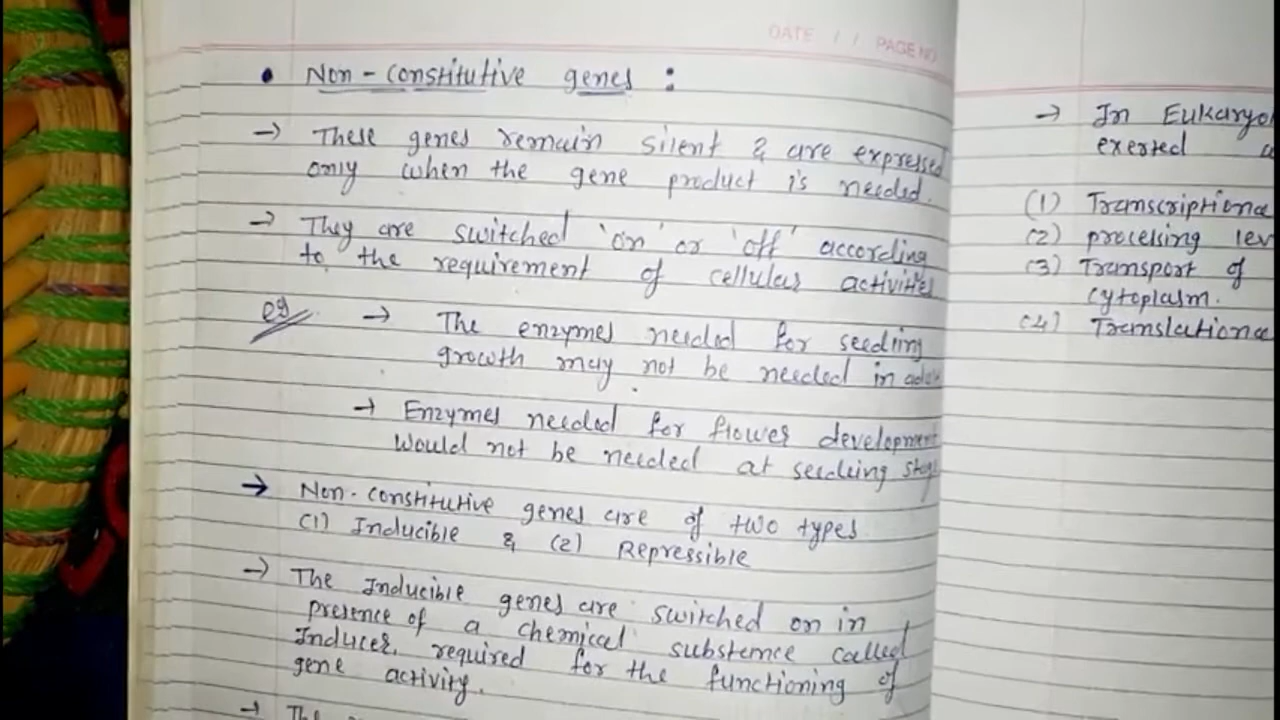 DATE / / PAGE NO
• Non-constitutive genes :
→ These genes remain silent & are expressed
only when the gene product is needed.
→ They are switched 'on' or 'off' according
to the requirement of cellular activities
eg → The enzymes needed for seedling
growth may not be needed in
→ Enzymes needed for flower development
would not be needed at seedling
→ Non-constitutive genes are of two types
(1) Inducible & (2) Repressible
→ The Inducible genes are switched on in
presence of a chemical substance called
Inducer, required for the functioning of
gene activity.
→
→ In
exerted
(1)
(2) processing
(3) Transport of
cytoplasm.
(4)